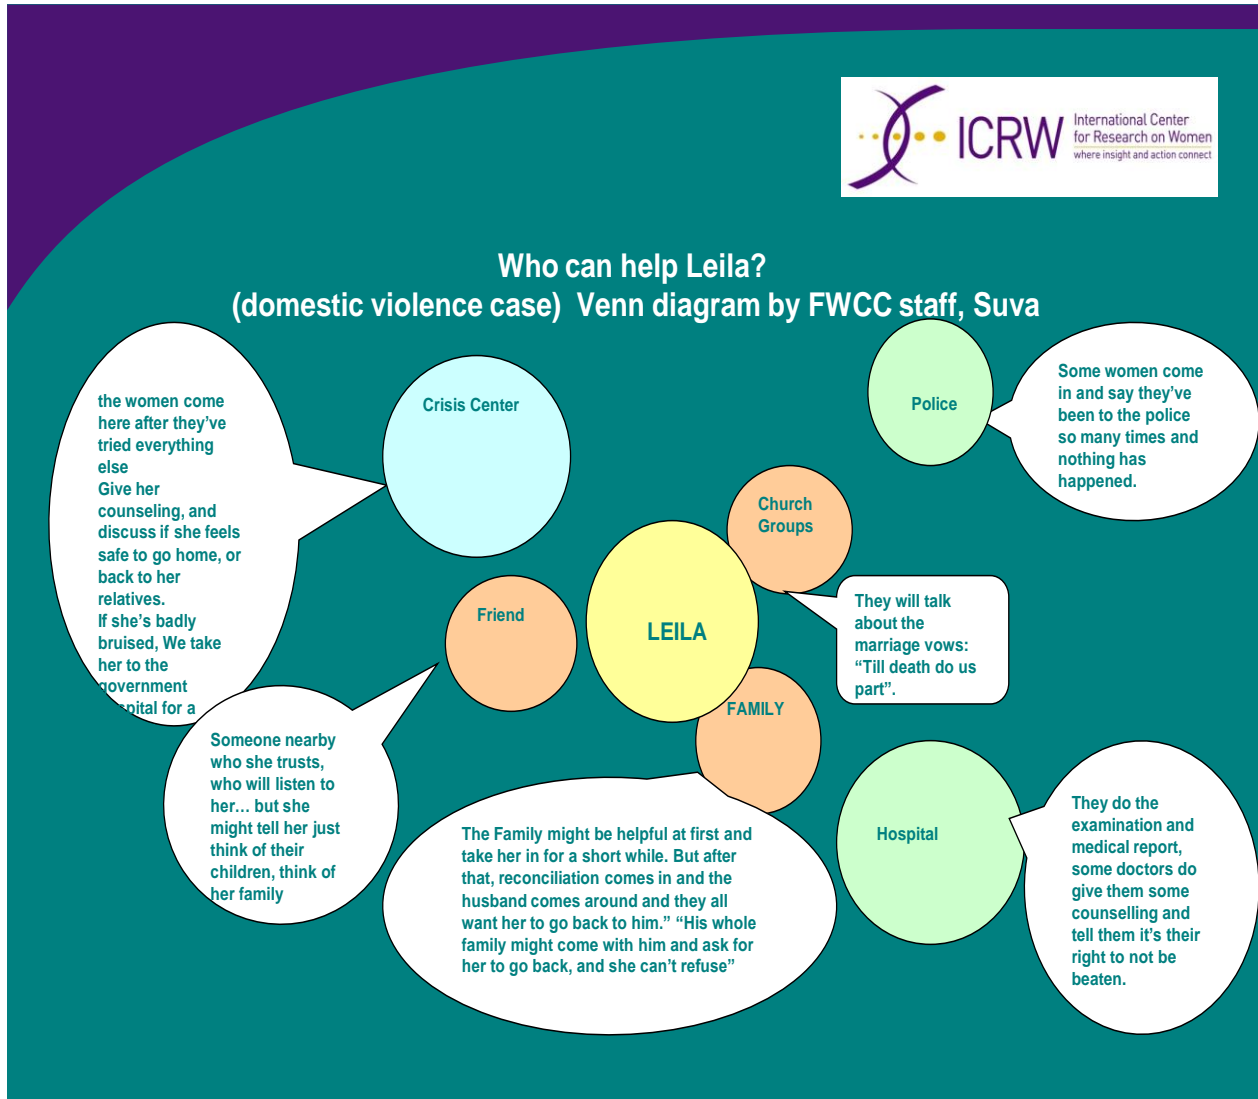 ICRW
International Center
for Research on Women
where insight and action connect
Who can help Leila?
(domestic violence case) Venn diagram by FWCC staff, Suva
the women come
here after they’ve
tried everything
else
Give her
counseling, and
discuss if she feels
safe to go home, or
back to her
relatives.
If she’s badly
bruised, We take
her to the
government
spital for a
Crisis Center
Police
Some women come
in and say they’ve
been to the police
so many times and
nothing has
happened.
Church
Groups
They will talk
about the
marriage vows:
“Till death do us
part”.
Friend
LEILA
FAMILY
Someone nearby
who she trusts,
who will listen to
her… but she
might tell her just
think of their
children, think of
her family
The Family might be helpful at first and
take her in for a short while. But after
that, reconciliation comes in and the
husband comes around and they all
want her to go back to him.” “His whole
family might come with him and ask for
her to go back, and she can’t refuse”
Hospital
They do the
examination and
medical report,
some doctors do
give them some
counselling and
tell them it’s their
right to not be
beaten.